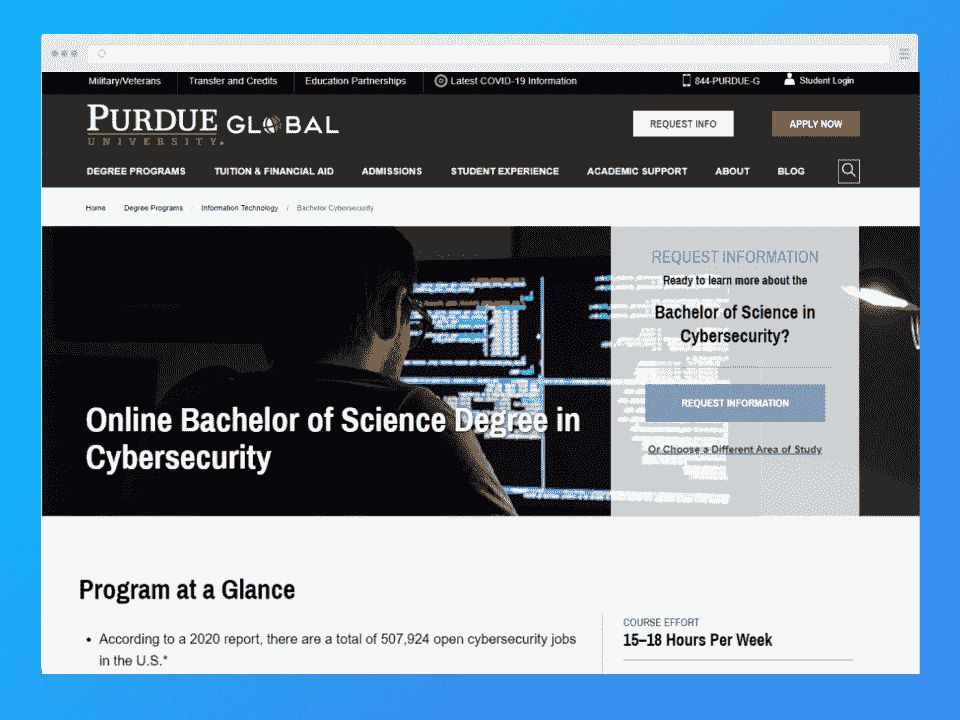 Military/Veterans Transfer and Credits Education Partnerships Latest COVID-19 Information 844-PURDUE-G Student Login
PURDUE GLOBAL
UNIVERSITY.
REQUEST INFO APPLY NOW
DEGREE PROGRAMS TUITION & FINANCIAL AID ADMISSIONS STUDENT EXPERIENCE ACADEMIC SUPPORT ABOUT BLOG
Home Degree Programs Information Technology / Bachelor Cybersecurity
REQUEST INFORMATION
Ready to learn more about the
Bachelor of Science in
Cybersecurity?
REQUEST INFORMATION
Or Choose a Different Area of Study
Online Bachelor of Science Degree in
Cybersecurity
Program at a Glance
• According to a 2020 report, there are a total of 507,924 open cybersecurity jobs
in the U.S.*
COURSE EFFORT
15–18 Hours Per Week